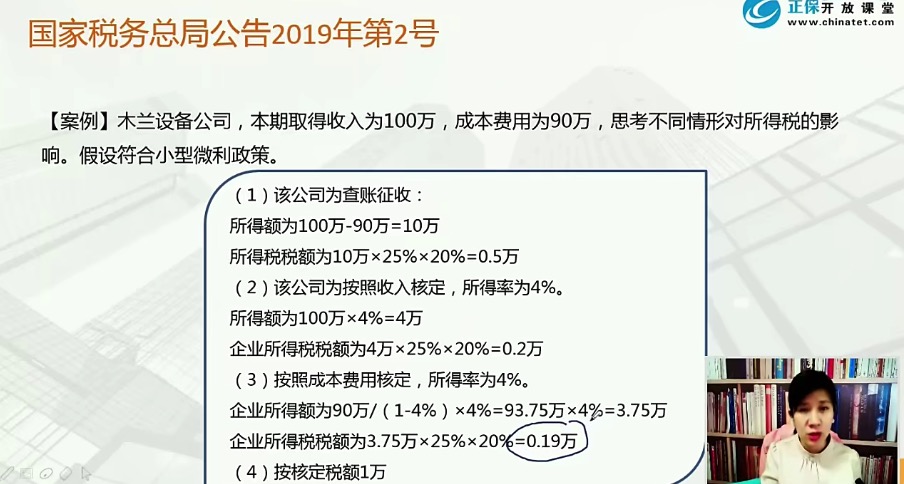 正保开放课堂
www.chinatet.com
国家税务总局公告2019年第2号
【案例】木兰设备公司，本期取得收入为100万，成本费用为90万，思考不同情形对所得税的影
响。假设符合小型微利政策。
（1）该公司为查账征收：
所得额为100万-90万=10万
所得税税额为10万×25%×20%=0.5万
（2）该公司为按照收入核定，所得率为4%。
所得额为100万×4%=4万
企业所得税税额为4万×25%×20%=0.2万
（3）按照成本费用核定，所得率为4%。
企业所得额为90万/（1-4%）×4%=93.75万×4%=3.75万
企业所得税税额为3.75万×25%×20%=0.19万
（4）按核定税额1万